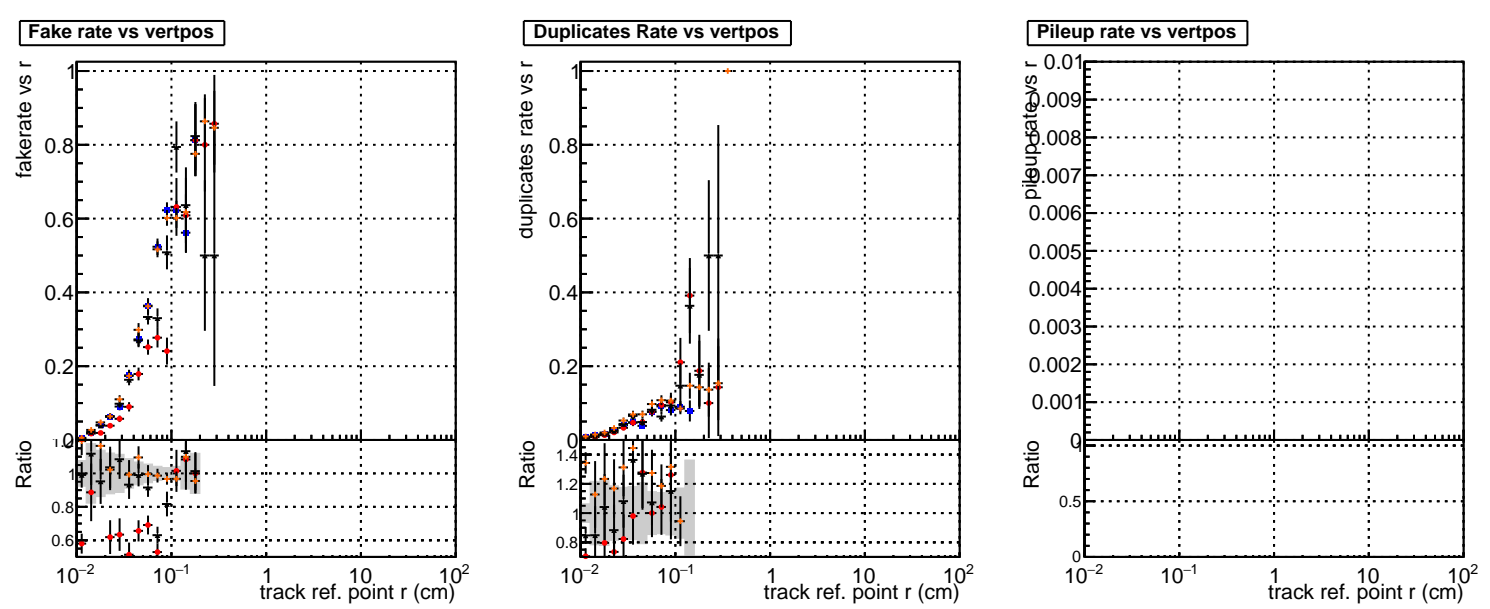 Fake rate vs vertpos
fakerate vs r
1
0.8
0.6
0.4
0.2
0
Ratio
1
0.8
0.6
10⁻² 10⁻¹ 1 10 10²
track ref. point r (cm)
Duplicates Rate vs vertpos
duplicates rate vs r
1
0.8
0.6
0.4
0.2
0
Ratio
1.4
1.2
1
0.8
10⁻² 10⁻¹ 1 10 10²
track ref. point r (cm)
Pileup rate vs vertpos
pileup rate vs r
0.01
0.009
0.008
0.007
0.006
0.005
0.004
0.003
0.002
0.001
0
Ratio
1
0.5
0
10⁻² 10⁻¹ 1 10 10²
track ref. point r (cm)